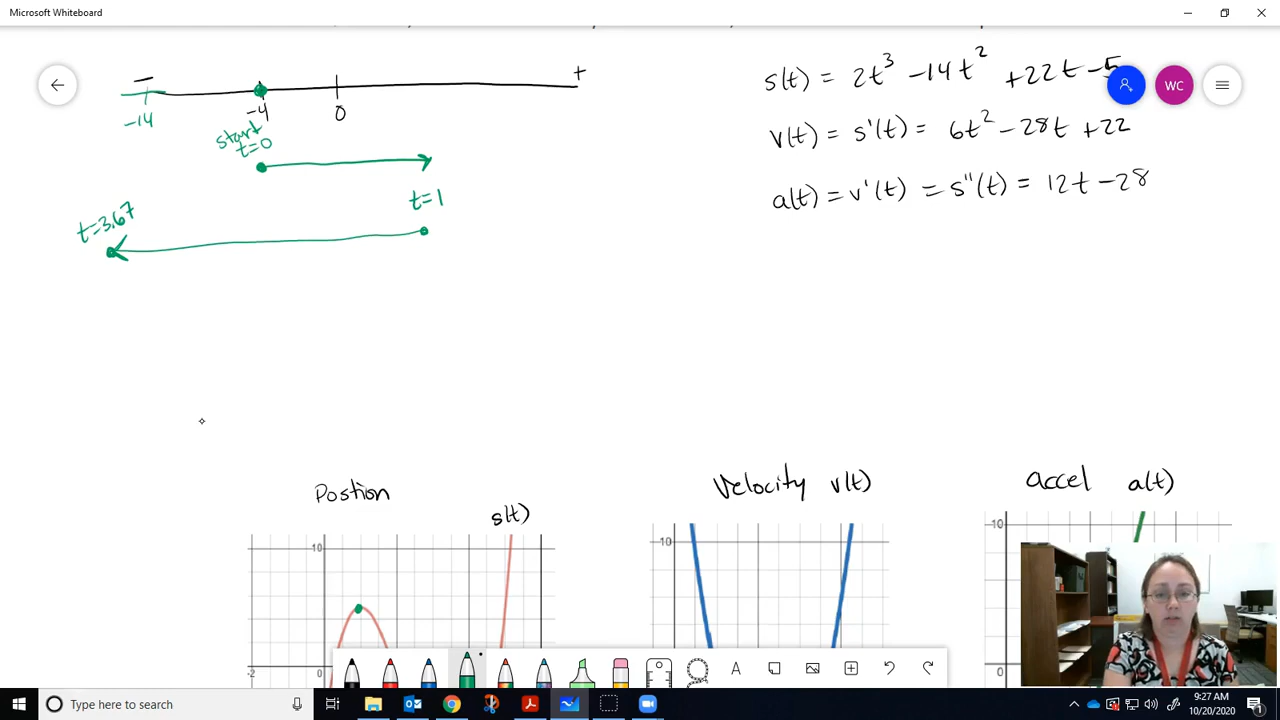 Microsoft Whiteboard
− +
-14 -4 0
start
t=0
t=1
t=3.67
s(t) = 2t³ -14t² +22t -5
v(t) = s'(t) = 6t² -28t +22
a(t) = v'(t) = s"(t) = 12t -28
WC
Postion
s(t)
Velocity v(t)
accel a(t)
10
-2 0
10
10
0
A
Type here to search
9:27 AM
10/20/2020
1